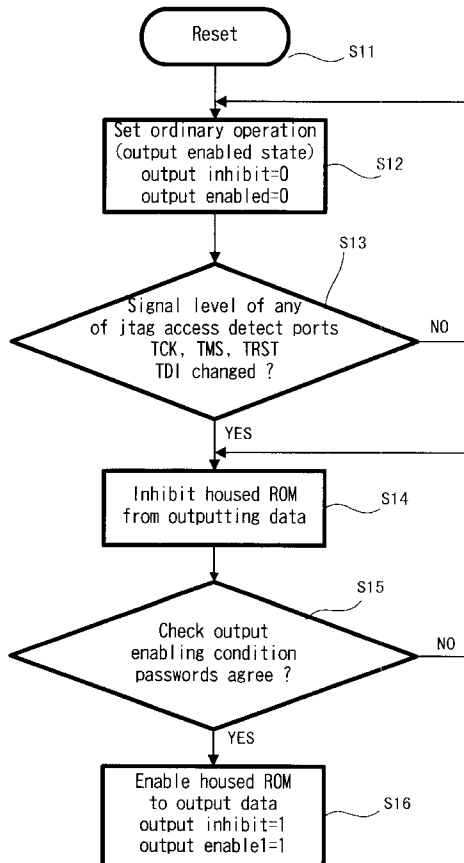 Reset
S11
Set ordinary operation
(output enabled state)
output inhibit=0
output enabled=0
S12
S13
Signal level of any
of jtag access detect ports
TCK, TMS, TRST
TDI changed ?
NO
YES
Inhibit housed ROM
from outputting data
S14
S15
Check output
enabling condition
passwords agree ?
NO
YES
Enable housed ROM
to output data
output inhibit=1
output enable1=1
S16